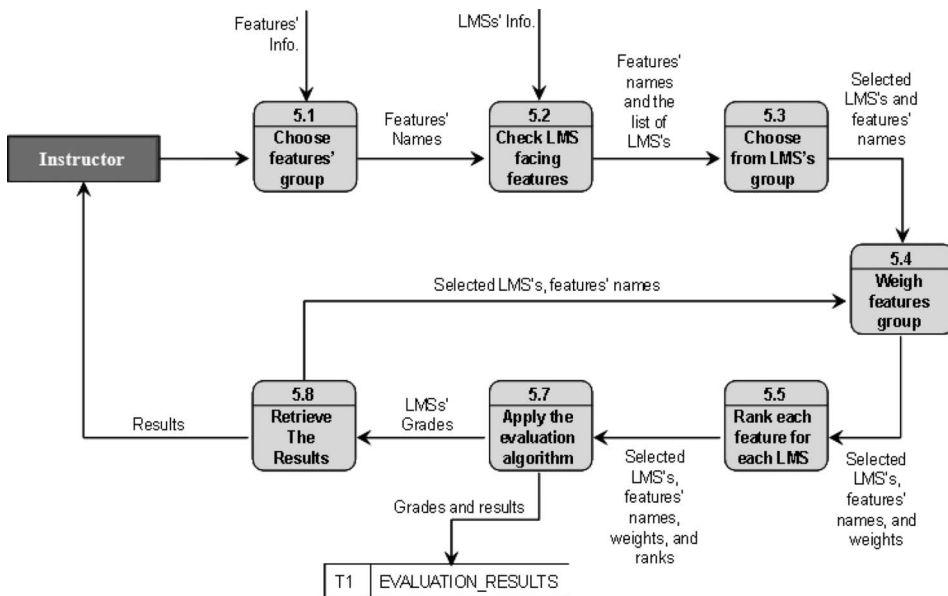 Features'
Info.
LMSs' Info.
Features'
names
and the
list of
LMS's
Selected
LMS's and
features'
names
Instructor
5.1
Choose
features'
group
Features'
Names
5.2
Check LMS
facing
features
5.3
Choose
from LMS's
group
5.4
Weigh
features
group
Selected LMS's, features' names
5.8
Retrieve
The
Results
Results
LMSs'
Grades
5.7
Apply the
evaluation
algorithm
5.5
Rank each
feature for
each LMS
Selected
LMS's,
features'
names,
weights, and
ranks
Selected
LMS's,
features'
names, and
weights
Grades and results
T1 EVALUATION_RESULTS